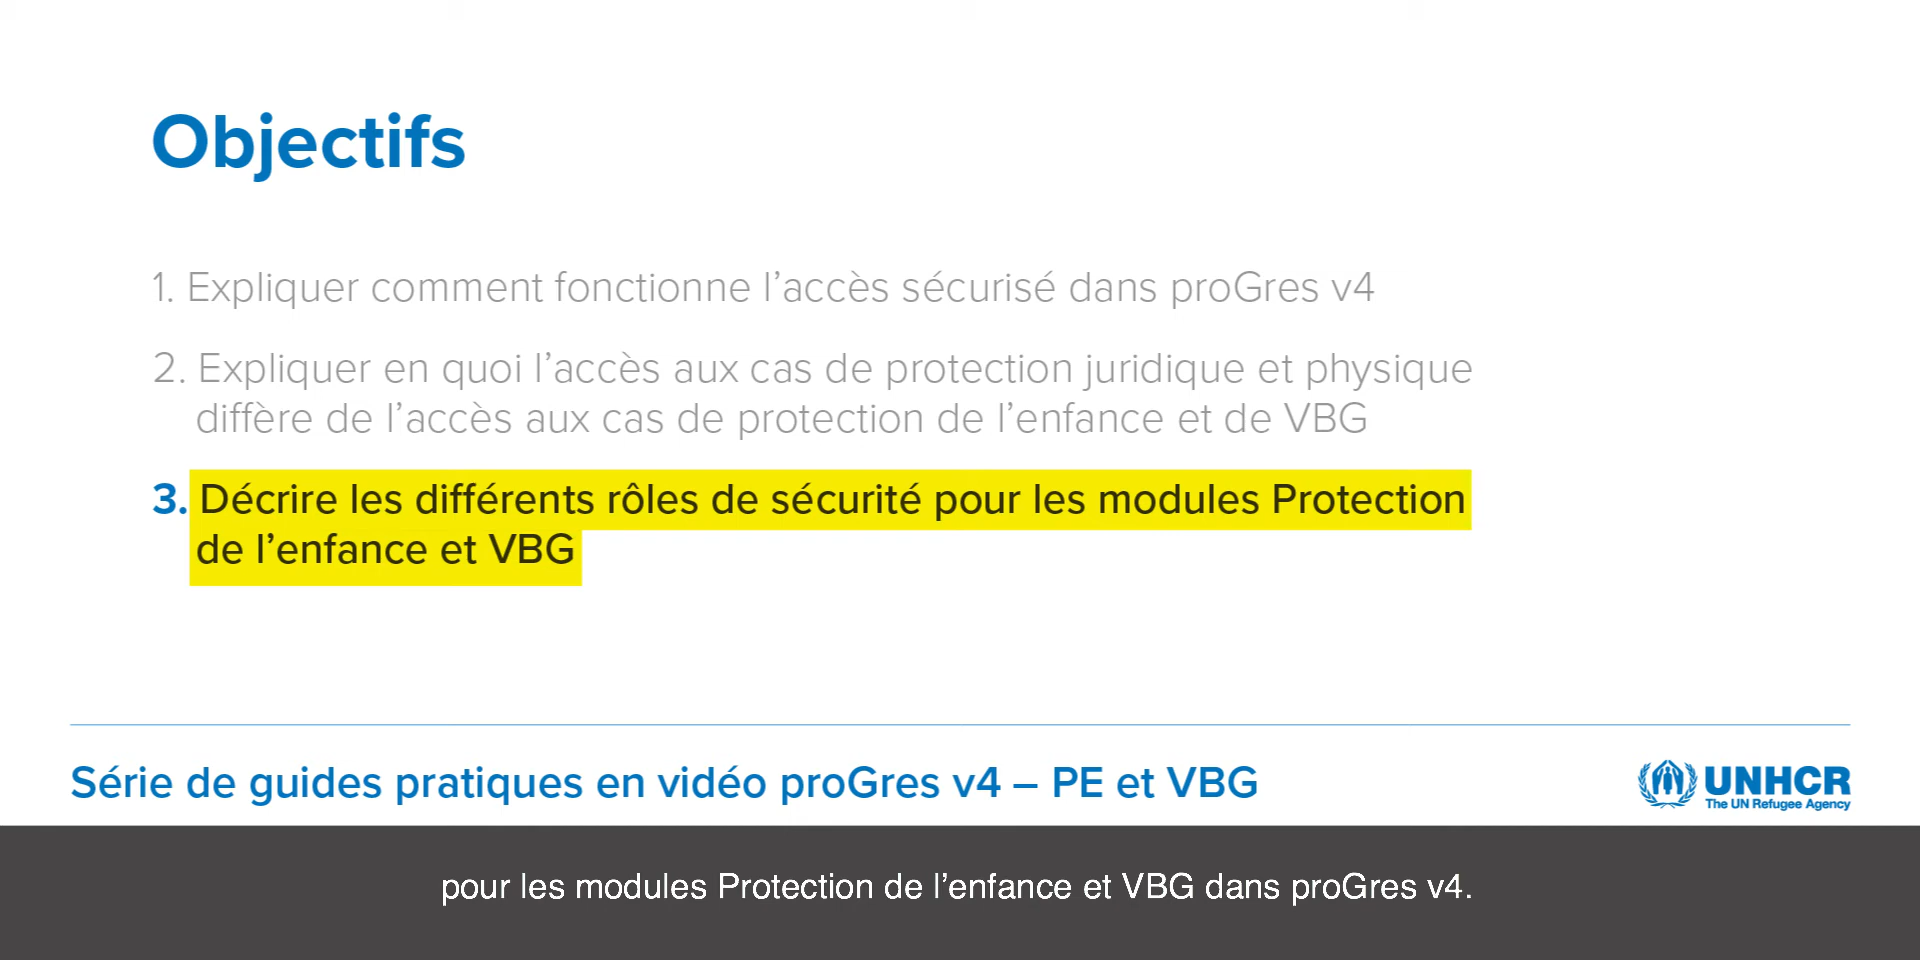 Objectifs
1. Expliquer comment fonctionne l’accès sécurisé dans proGres v4
2. Expliquer en quoi l’accès aux cas de protection juridique et physique
diffère de l’accès aux cas de protection de l’enfance et de VBG
3. Décrire les différents rôles de sécurité pour les modules Protection
de l’enfance et VBG
Série de guides pratiques en vidéo proGres v4 – PE et VBG
UNHCR
The UN Refugee Agency
pour les modules Protection de l’enfance et VBG dans proGres v4.